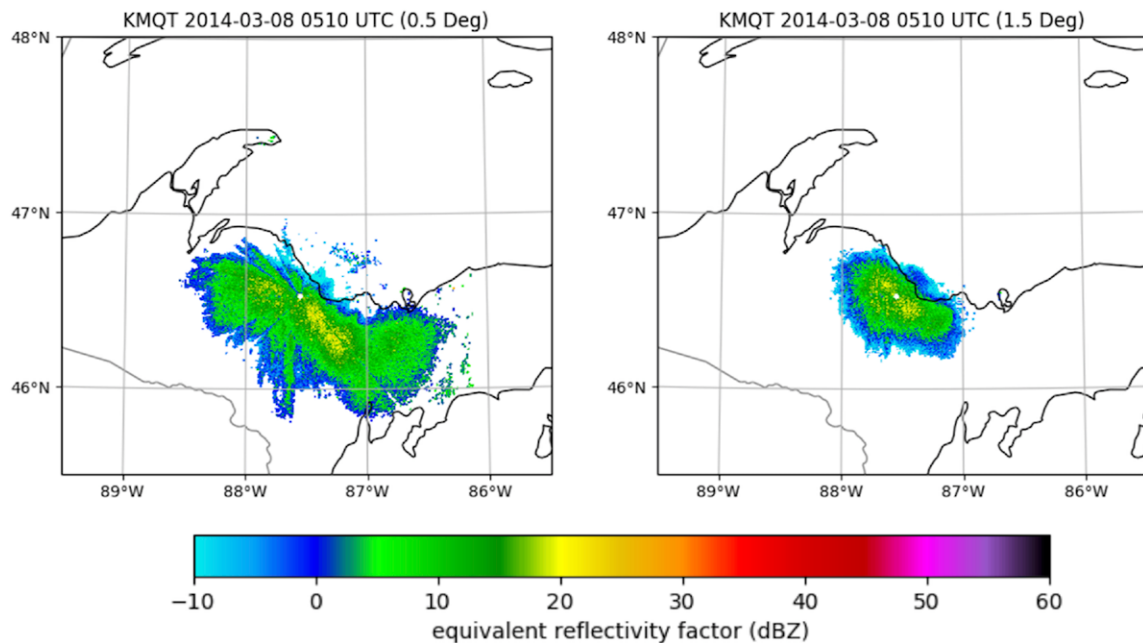 KMQT 2014-03-08 0510 UTC (0.5 Deg)
KMQT 2014-03-08 0510 UTC (1.5 Deg)
48°N
48°N
47°N
47°N
46°N
46°N
89°W 88°W 87°W 86°W
89°W 88°W 87°W 86°W
−10 0 10 20 30 40 50 60
equivalent reflectivity factor (dBZ)